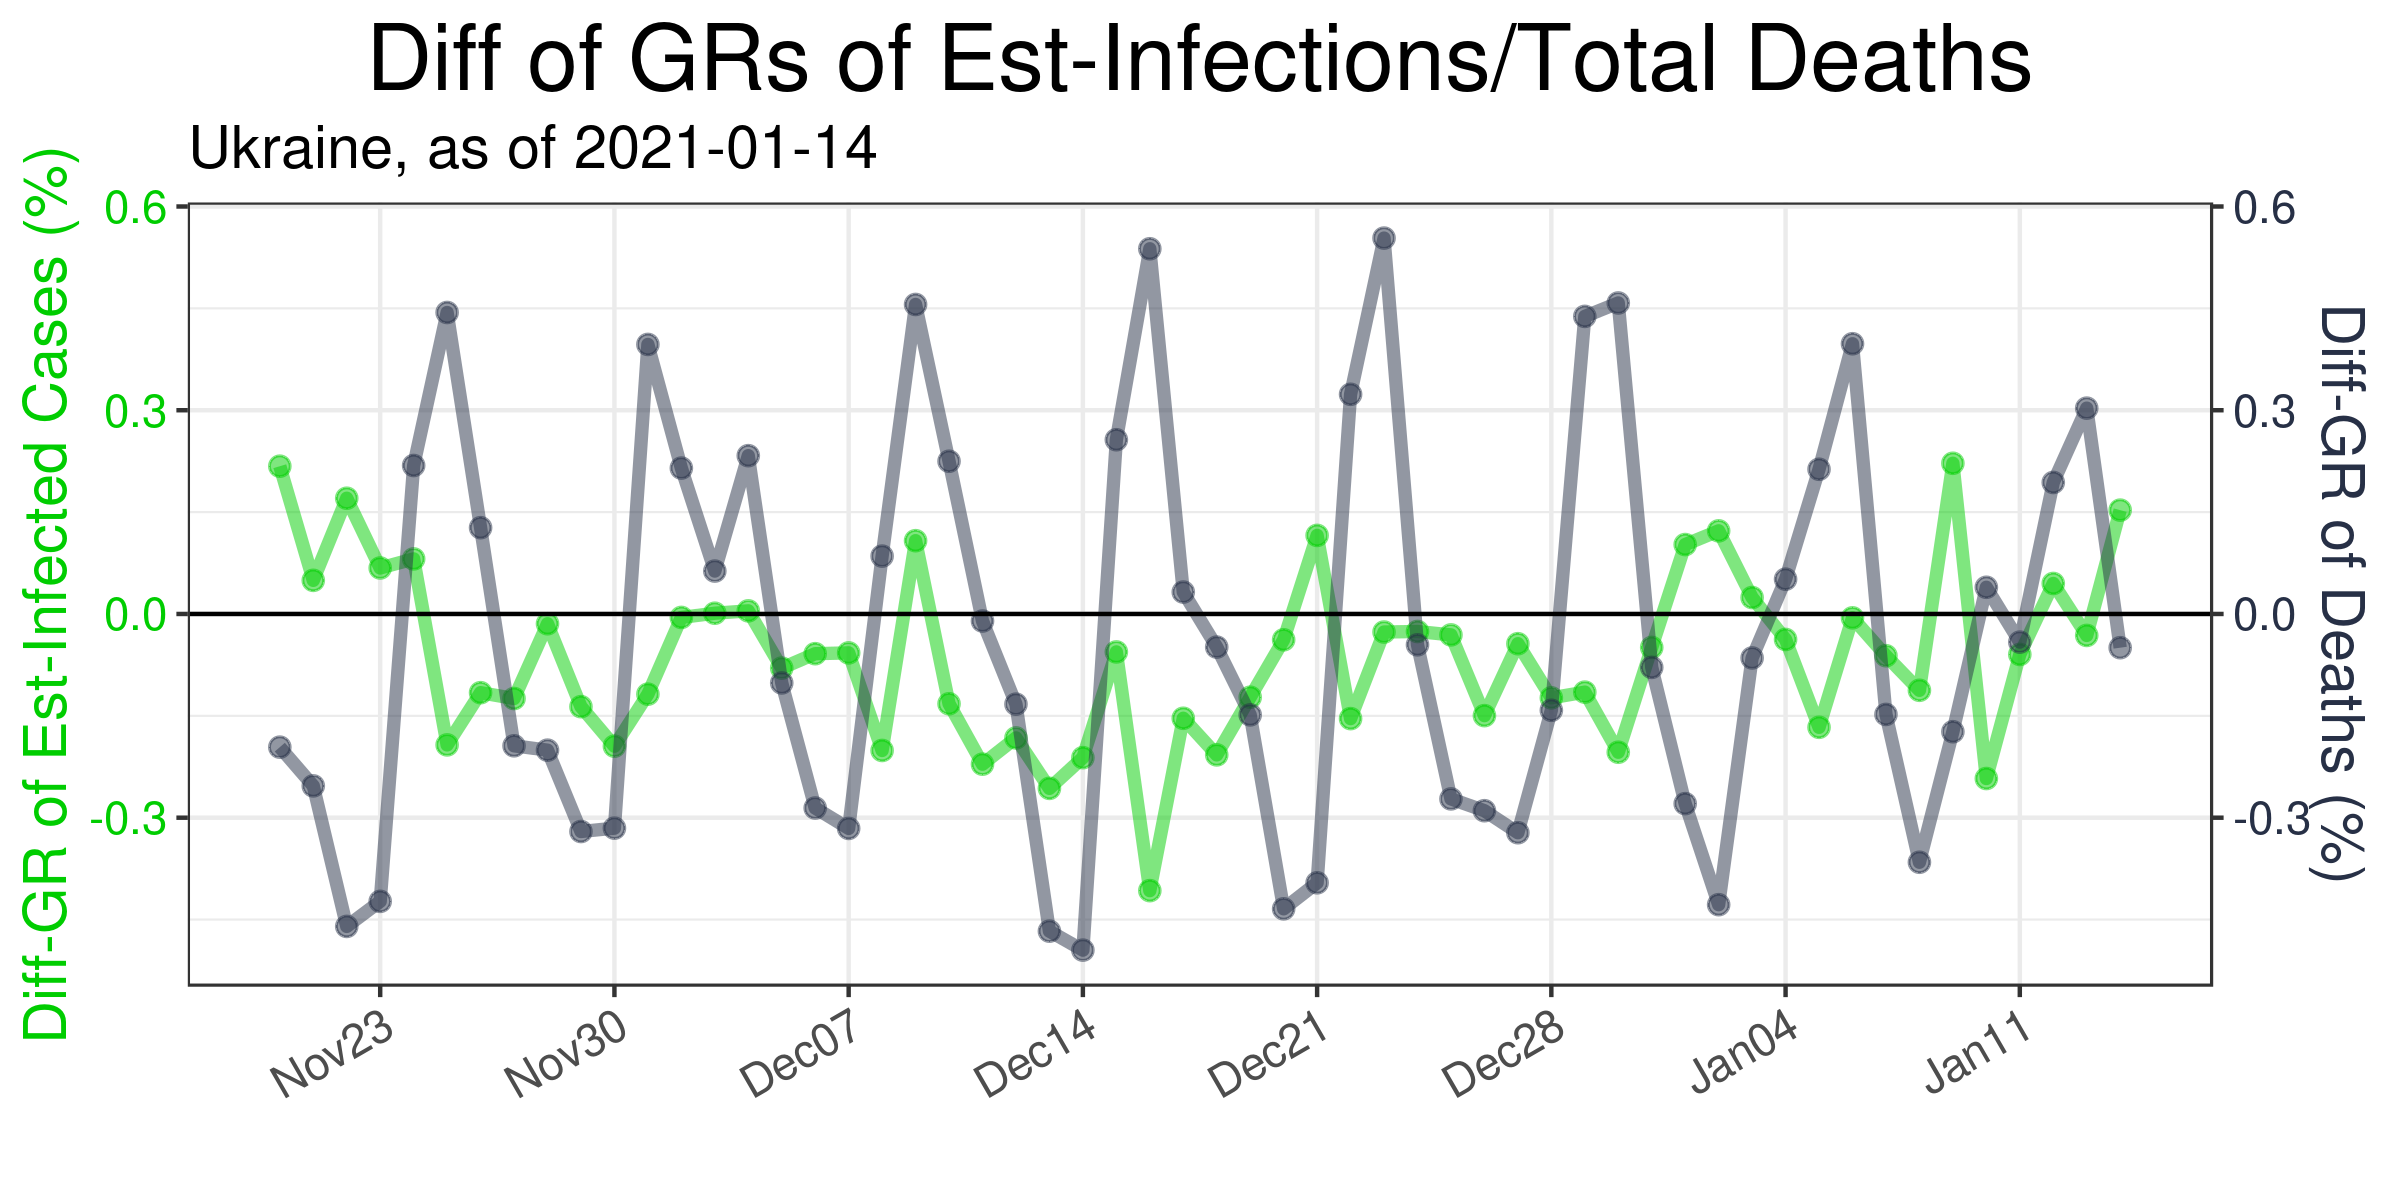 Diff of GRs of Est-Infections/Total Deaths
Ukraine, as of 2021-01-14
Diff-GR of Est-Infected Cases (%)
0.6
0.3
0.0
-0.3
0.6
0.3
0.0
-0.3
Diff-GR of Deaths (%)
Nov23
Nov30
Dec07
Dec14
Dec21
Dec28
Jan04
Jan11